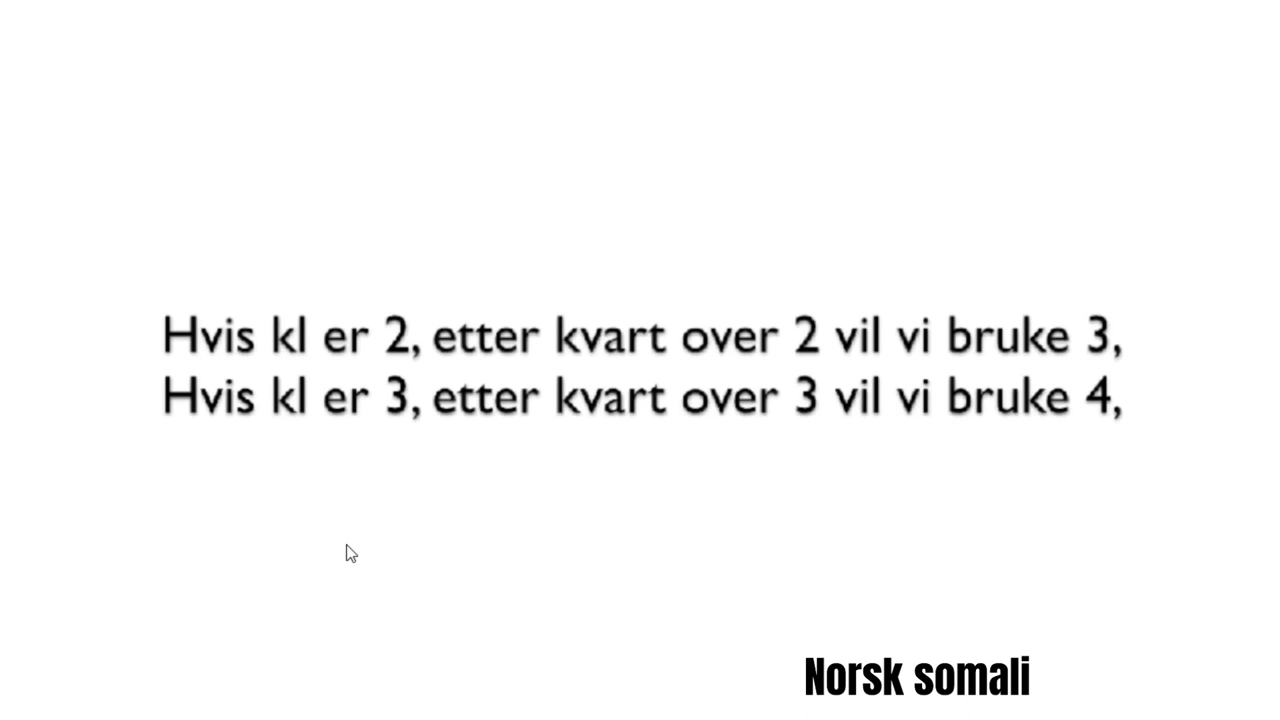 Hvis kl er 2, etter kvart over 2 vil vi bruke 3,
Hvis kl er 3, etter kvart over 3 vil vi bruke 4,
Norsk somali